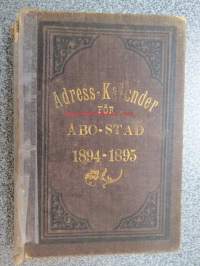 Adress-Kalender
FÖR
ÅBO-STAD
1894-1895